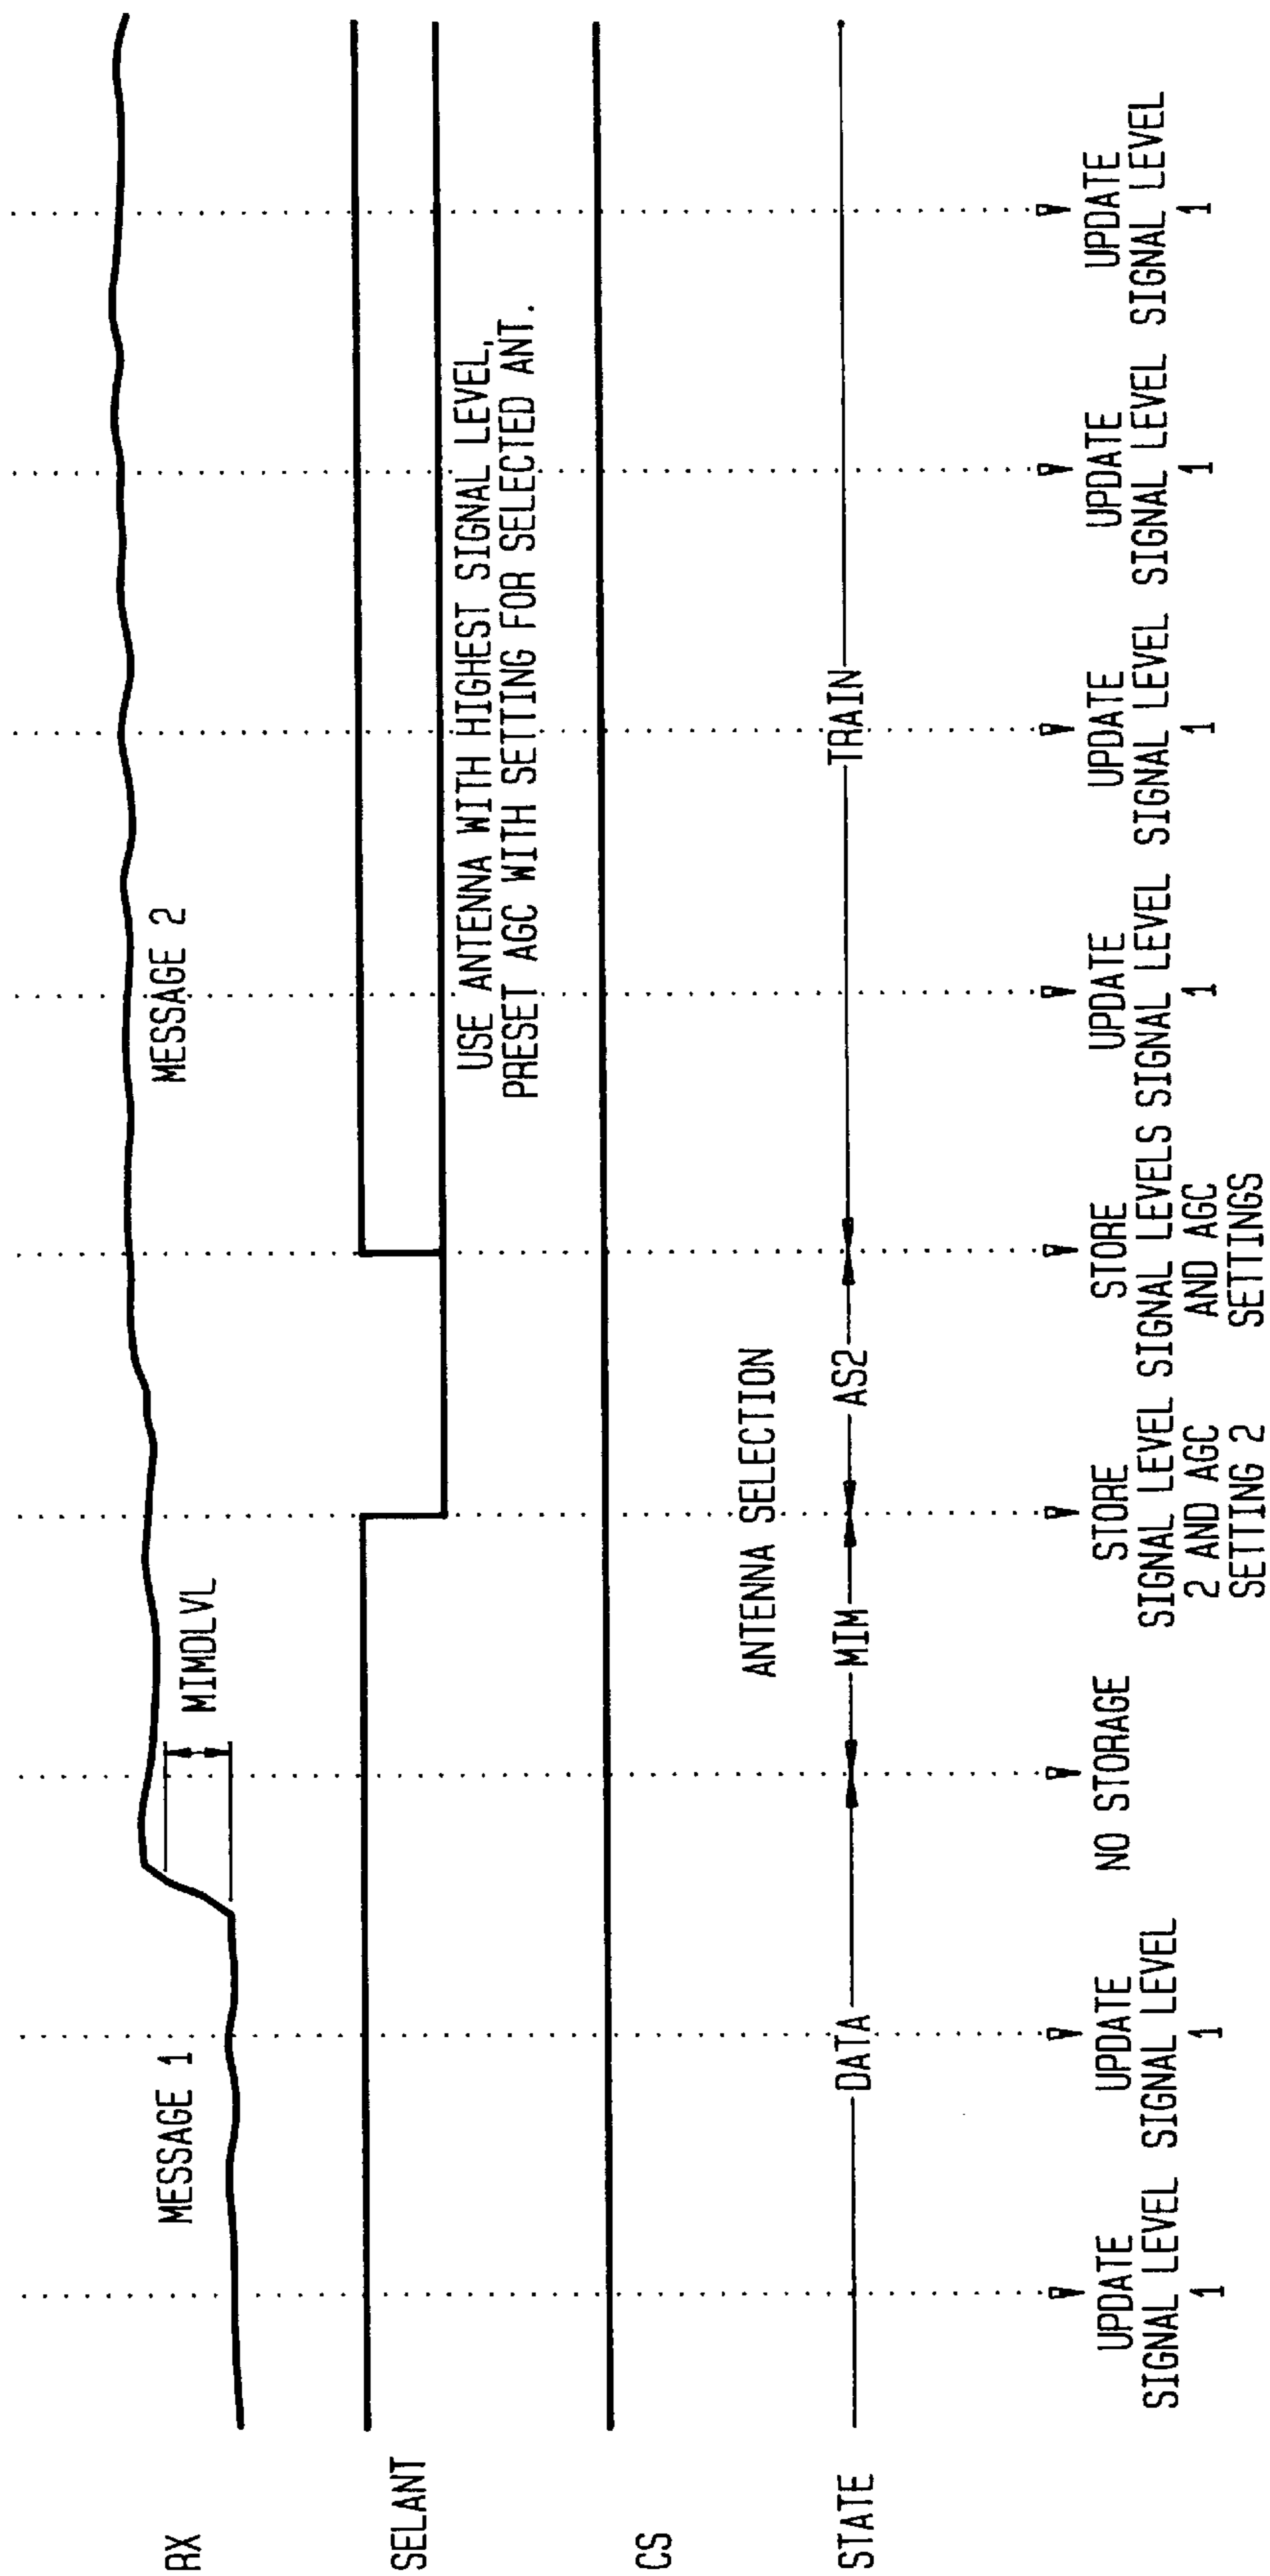 RX
MESSAGE 1
MIMDLVL
MESSAGE 2
SELANT
USE ANTENNA WITH HIGHEST SIGNAL LEVEL,
PRESET AGC WITH SETTING FOR SELECTED ANT.
CS
ANTENNA SELECTION
STATE
DATA
MIM
AS2
TRAIN
UPDATE
SIGNAL LEVEL
1
UPDATE
SIGNAL LEVEL
1
NO STORAGE
STORE
SIGNAL LEVEL
2 AND AGC
SETTING 2
STORE
SIGNAL LEVELS
AND AGC
SETTINGS
UPDATE
SIGNAL LEVEL
1
UPDATE
SIGNAL LEVEL
1
UPDATE
SIGNAL LEVEL
1
UPDATE
SIGNAL LEVEL
1